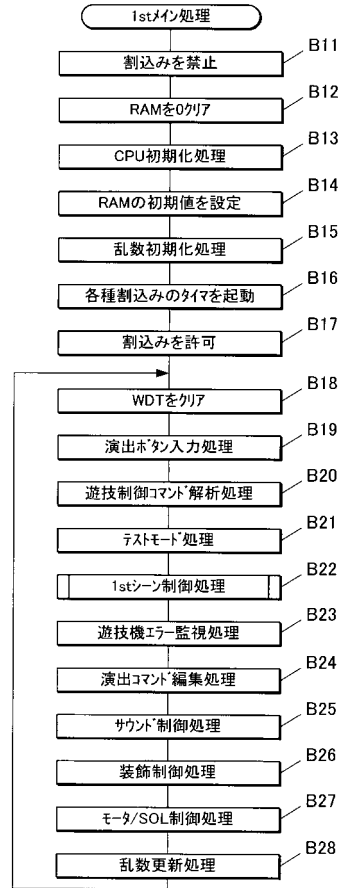 1stメイン処理
割込みを禁止 B11
RAMを0クリア B12
CPU初期化処理 B13
RAMの初期値を設定 B14
乱数初期化処理 B15
各種割込みのタイマを起動 B16
割込みを許可 B17
WDTをクリア B18
演出ボタン入力処理 B19
遊技制御コマンド解析処理 B20
テストモード処理 B21
1stシーン制御処理 B22
遊技機エラー監視処理 B23
演出コマンド編集処理 B24
サウンド制御処理 B25
装飾制御処理 B26
モータ/SOL制御処理 B27
乱数更新処理 B28